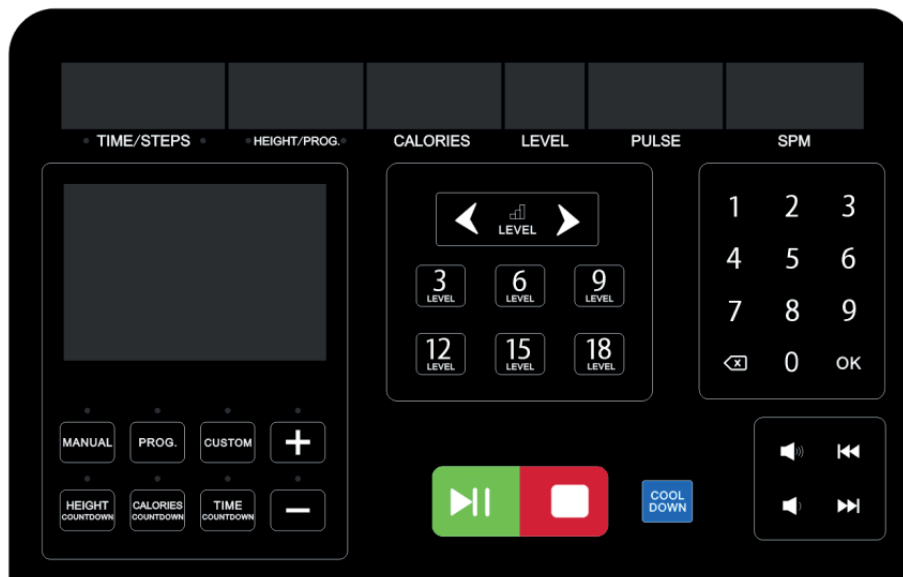 TIME/STEPS
HEIGHT/PROG.
CALORIES
LEVEL
PULSE
SPM
LEVEL
3
LEVEL
6
LEVEL
9
LEVEL
12
LEVEL
15
LEVEL
18
LEVEL
1 2 3
4 5 6
7 8 9
0 OK
MANUAL
PROG.
CUSTOM
+
HEIGHT
COUNTDOWN
CALORIES
COUNTDOWN
TIME
COUNTDOWN
−
COOL
DOWN